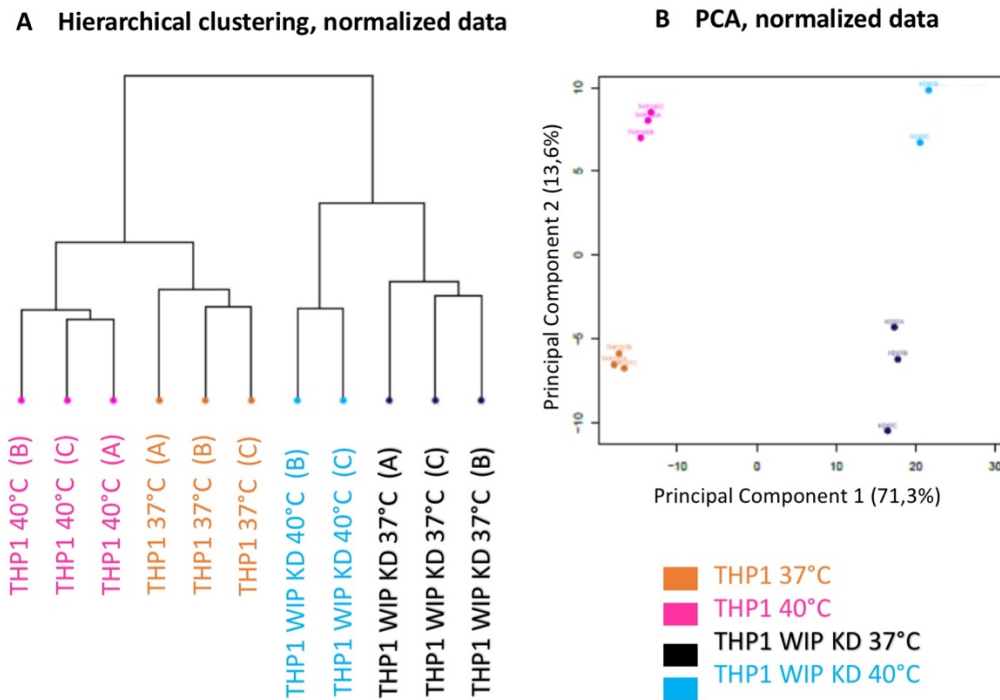 A Hierarchical clustering, normalized data
THP1 40°C (B)
THP1 40°C (C)
THP1 40°C (A)
THP1 37°C (A)
THP1 37°C (B)
THP1 37°C (C)
THP1 WIP KD 40°C (B)
THP1 WIP KD 40°C (C)
THP1 WIP KD 37°C (A)
THP1 WIP KD 37°C (C)
THP1 WIP KD 37°C (B)
B PCA, normalized data
Principal Component 2 (13,6%)
10
5
0
-5
-10
-10 0 10 20 30
Principal Component 1 (71,3%)
THP1 37°C
THP1 40°C
THP1 WIP KD 37°C
THP1 WIP KD 40°C